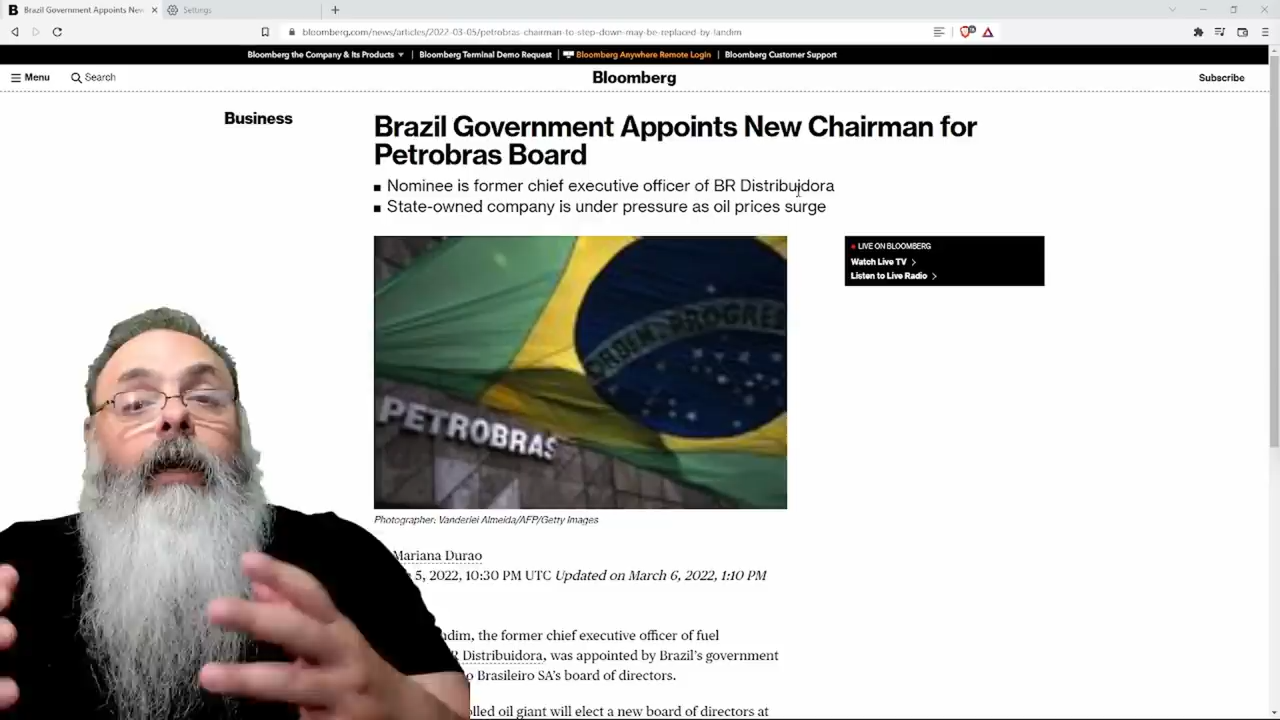 Brazil Government Appoints Nev
Settings
bloomberg.com/news/articles/2022-03-05/petrobras-chairman-to-step-down-may-be-replaced-by-landim
Bloomberg the Company & Its Products
Bloomberg Terminal Demo Request
Bloomberg Anywhere Remote Login
Bloomberg Customer Support
Menu
Search
Bloomberg
Subscribe
Business
Brazil Government Appoints New Chairman for
Petrobras Board
Nominee is former chief executive officer of BR Distribuidora
State-owned company is under pressure as oil prices surge
LIVE ON BLOOMBERG
Watch Live TV
Listen to Live Radio
ORDEM. PROGRE
PETROBRAS
Photographer: Vanderlei Almeida/AFP/Getty Images
Mariana Durao
5, 2022, 10:30 PM UTC Updated on March 6, 2022, 1:10 PM
ndim, the former chief executive officer of fuel
R Distribuidora, was appointed by Brazil's government
o Brasileiro SA's board of directors.
lled oil giant will elect a new board of directors at